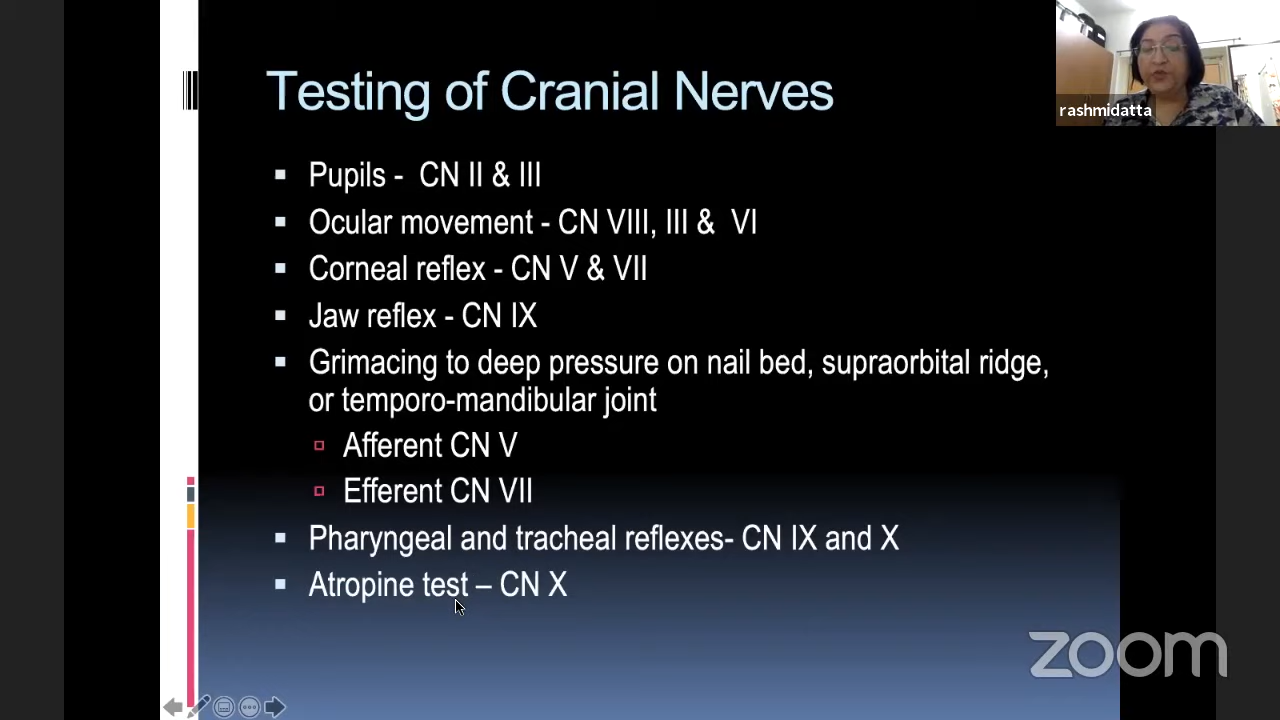 Testing of Cranial Nerves
rashmidatta
Pupils - CN II & III
Ocular movement - CN VIII, III & VI
Corneal reflex - CN V & VII
Jaw reflex - CN IX
Grimacing to deep pressure on nail bed, supraorbital ridge,
or temporo-mandibular joint
Afferent CN V
Efferent CN VII
Pharyngeal and tracheal reflexes- CN IX and X
Atropine test – CN X
zoom